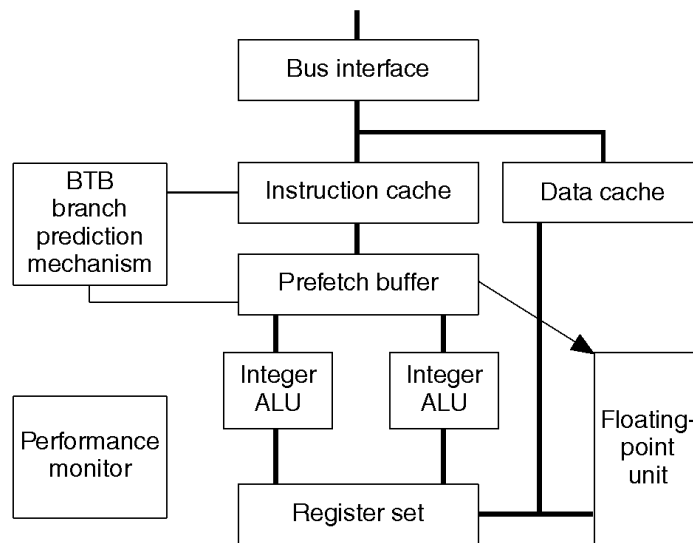 Bus interface
BTB
branch
prediction
mechanism
Instruction cache
Data cache
Prefetch buffer
Integer
ALU
Integer
ALU
Performance
monitor
Floating-
point
unit
Register set